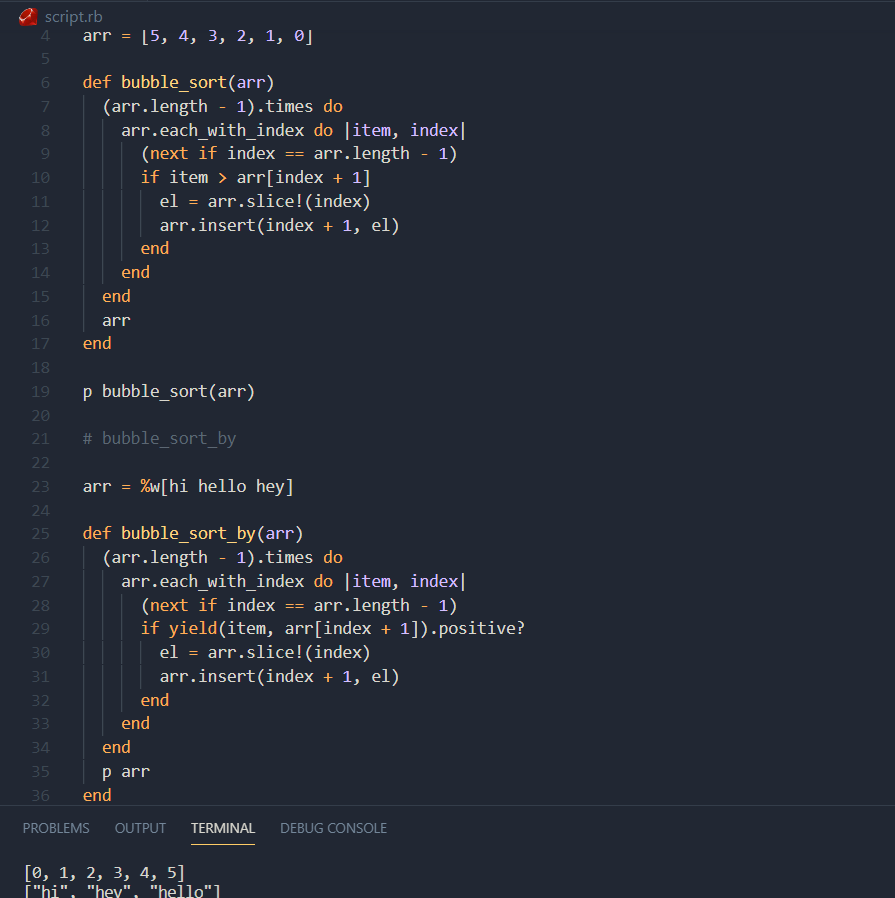 script.rb
4 arr = [5, 4, 3, 2, 1, 0]
5
6 def bubble_sort(arr)
7   (arr.length - 1).times do
8     arr.each_with_index do |item, index|
9       (next if index == arr.length - 1)
10       if item > arr[index + 1]
11         el = arr.slice!(index)
12         arr.insert(index + 1, el)
13       end
14     end
15   end
16   arr
17 end
18
19 p bubble_sort(arr)
20
21 # bubble_sort_by
22
23 arr = %w[hi hello hey]
24
25 def bubble_sort_by(arr)
26   (arr.length - 1).times do
27     arr.each_with_index do |item, index|
28       (next if index == arr.length - 1)
29       if yield(item, arr[index + 1]).positive?
30         el = arr.slice!(index)
31         arr.insert(index + 1, el)
32       end
33     end
34   end
35   p arr
36 end
PROBLEMS OUTPUT TERMINAL DEBUG CONSOLE
[0, 1, 2, 3, 4, 5]
["hi", "hey", "hello"]